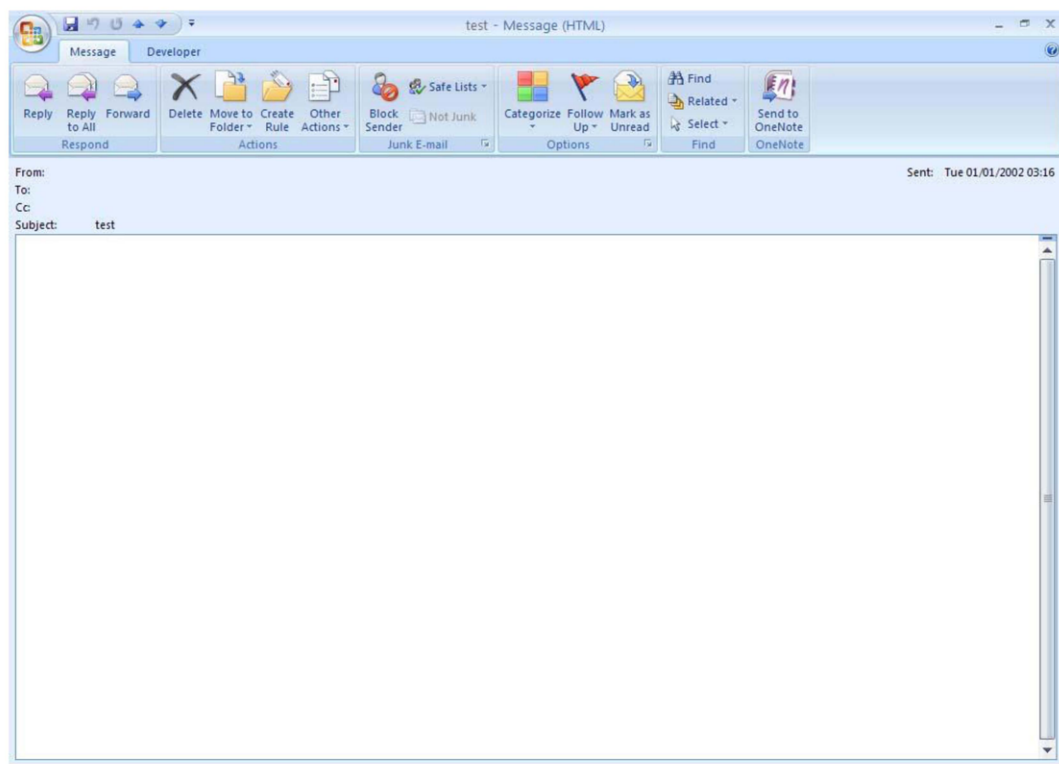 test - Message (HTML)
Message Developer
Reply Reply to All Forward
Respond
Delete Move to Folder Create Rule Other Actions
Actions
Block Sender Safe Lists Not Junk
Junk E-mail
Categorize Follow Up Mark as Unread
Options
Find
Related
Select
Find
Send to OneNote
OneNote
From:
Sent: Tue 01/01/2002 03:16
To:
Cc:
Subject: test